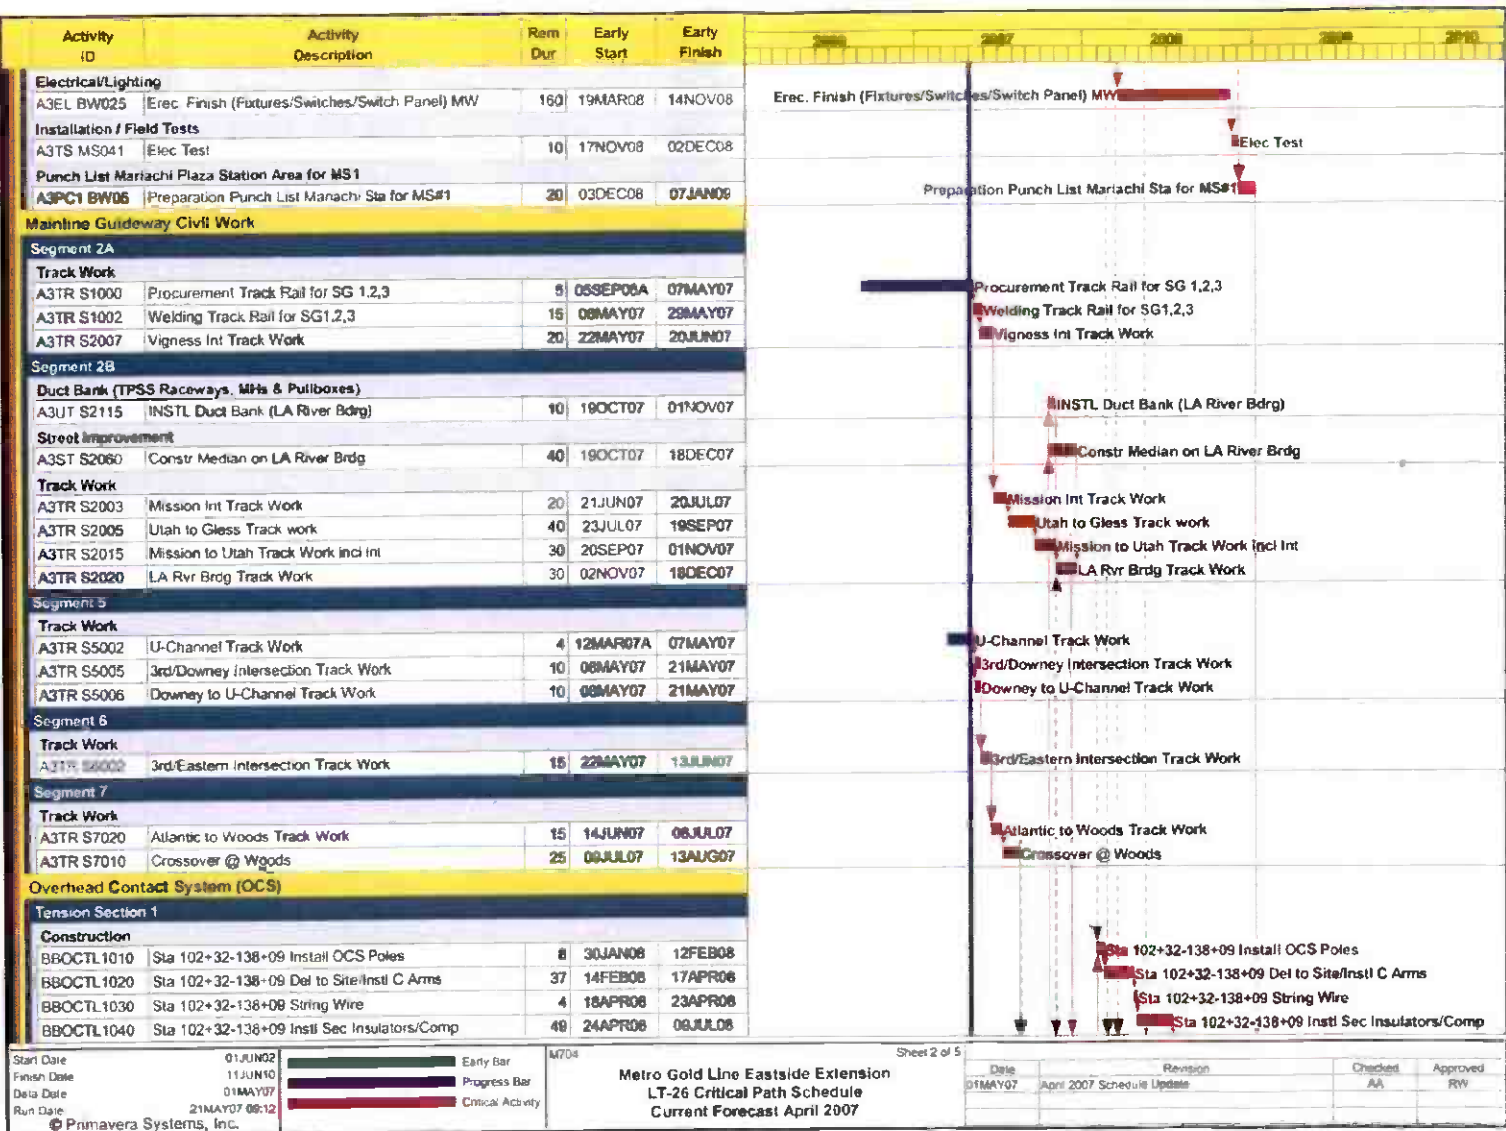 Activity ID Activity Description Rem Dur Early Start Early Finish 2006 2007 2008 2009 2010
Electrical/Lighting
A3EL BW025 Erec. Finish (Fixtures/Switches/Switch Panel) MW 160 19MAR08 14NOV08 Erec. Finish (Fixtures/Switches/Switch Panel) MW
Installation / Field Tests
A3TS MS041 Elec Test 10 17NOV08 02DEC08 Elec Test
Punch List Mariachi Plaza Station Area for MS1
A3PC1 BW05 Preparation Punch List Mariachi Sta for MS#1 20 03DEC08 07JAN09 Preparation Punch List Mariachi Sta for MS#1
Mainline Guideway Civil Work
Segment 2A
Track Work
A3TR S1000 Procurement Track Rail for SG 1,2,3 5 05SEP06A 07MAY07 Procurement Track Rail for SG 1,2,3
A3TR S1002 Welding Track Rail for SG1,2,3 15 08MAY07 29MAY07 Welding Track Rail for SG1,2,3
A3TR S2007 Vigness Int Track Work 20 22MAY07 20JUN07 Vigness Int Track Work
Segment 2B
Duct Bank (TPSS Raceways, MHs & Pullboxes)
A3UT S2115 INSTL Duct Bank (LA River Bdrg) 10 19OCT07 01NOV07 INSTL Duct Bank (LA River Bdrg)
Street Improvement
A3ST S2060 Constr Median on LA River Brdg 40 19OCT07 18DEC07 Constr Median on LA River Brdg
Track Work
A3TR S2003 Mission Int Track Work 20 21JUN07 20JUL07 Mission Int Track Work
A3TR S2005 Utah to Gless Track work 40 23JUL07 19SEP07 Utah to Gless Track work
A3TR S2015 Mission to Utah Track Work incl Int 30 20SEP07 01NOV07 Mission to Utah Track Work incl Int
A3TR S2020 LA Rvr Brdg Track Work 30 02NOV07 18DEC07 LA Rvr Brdg Track Work
Segment 5
Track Work
A3TR S5002 U-Channel Track Work 4 12MAR07A 07MAY07 U-Channel Track Work
A3TR S5005 3rd/Downey Intersection Track Work 10 08MAY07 21MAY07 3rd/Downey Intersection Track Work
A3TR S5006 Downey to U-Channel Track Work 10 08MAY07 21MAY07 Downey to U-Channel Track Work
Segment 6
Track Work
A3TR S6002 3rd/Eastern Intersection Track Work 15 22MAY07 13JUN07 3rd/Eastern Intersection Track Work
Segment 7
Track Work
A3TR S7020 Atlantic to Woods Track Work 15 14JUN07 06JUL07 Atlantic to Woods Track Work
A3TR S7010 Crossover @ Woods 25 09JUL07 13AUG07 Crossover @ Woods
Overhead Contact System (OCS)
Tension Section 1
Construction
BBOCTL1010 Sta 102+32-138+09 Install OCS Poles 8 30JAN08 12FEB08 Sta 102+32-138+09 Install OCS Poles
BBOCTL1020 Sta 102+32-138+09 Del to Site/Instl C Arms 37 14FEB08 17APR08 Sta 102+32-138+09 Del to Site/Instl C Arms
BBOCTL1030 Sta 102+32-138+09 String Wire 4 18APR08 23APR08 Sta 102+32-138+09 String Wire
BBOCTL1040 Sta 102+32-138+09 Instl Sec Insulators/Comp 49 24APR08 09JUL08 Sta 102+32-138+09 Instl Sec Insulators/Comp
Start Date 01JUN02
Finish Date 11JUN10
Data Date 01MAY07
Run Date 21MAY07 09:12
© Primavera Systems, Inc.
Early Bar
Progress Bar
Critical Activity
M704
Sheet 2 of 5
Metro Gold Line Eastside Extension
LT-26 Critical Path Schedule
Current Forecast April 2007
Date Revision Checked Approved
01MAY07 April 2007 Schedule Update AA RW